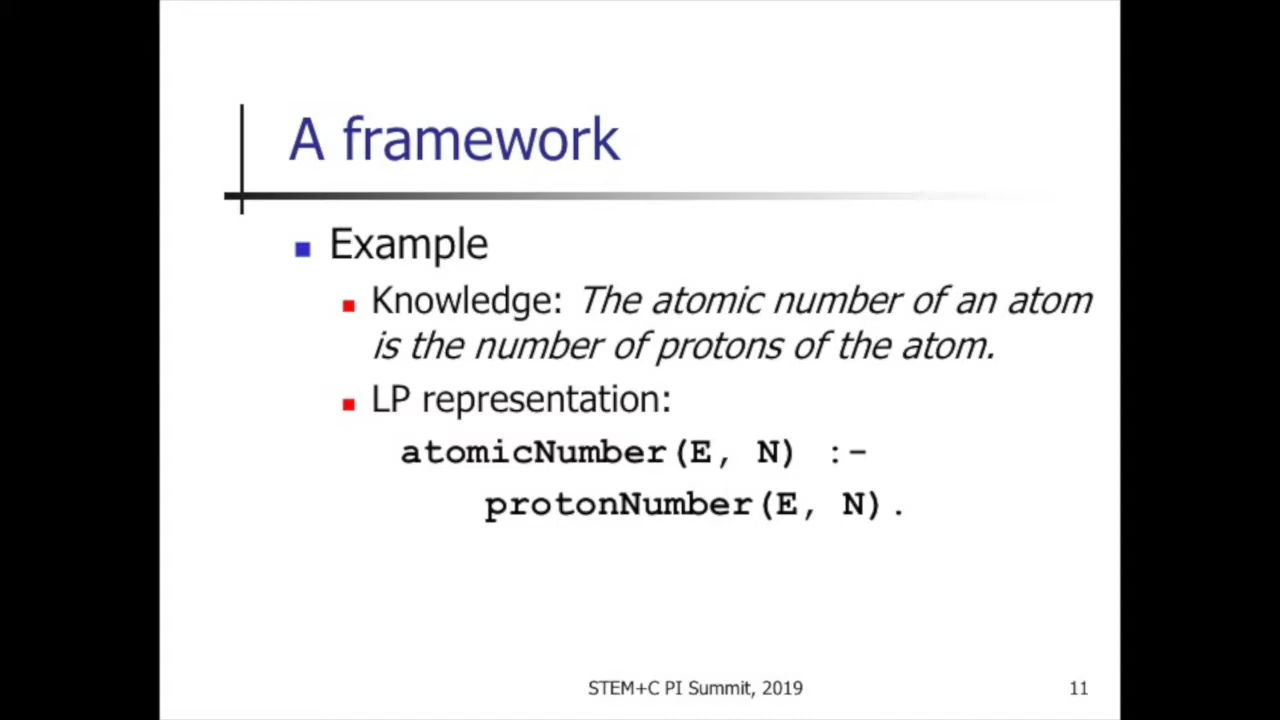 A framework
Example
Knowledge: The atomic number of an atom
is the number of protons of the atom.
LP representation:
atomicNumber(E, N) :-
protonNumber(E, N).
STEM+C PI Summit, 2019
11